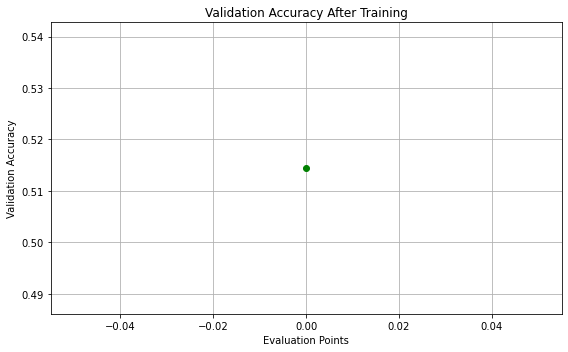 Validation Accuracy After Training
0.54
0.53
0.52
0.51
0.50
0.49
Validation Accuracy
−0.04 −0.02 0.00 0.02 0.04
Evaluation Points